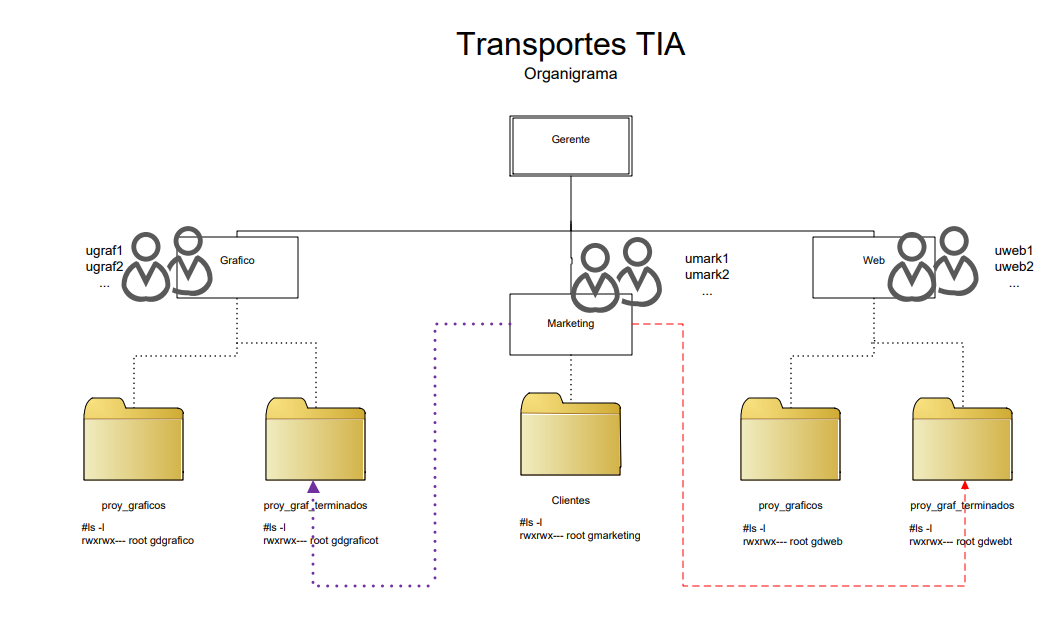 Transportes TIA
Organigrama
Gerente
ugraf1
ugraf2
...
Grafico
umark1
umark2
...
Marketing
Web
uweb1
uweb2
...
proy_graficos
#ls -l
rwxrwx--- root gdgrafico
proy_graf_terminados
#ls -l
rwxrwx--- root gdgraficot
Clientes
#ls -l
rwxrwx--- root gmarketing
proy_graficos
#ls -l
rwxrwx--- root gdweb
proy_graf_terminados
#ls -l
rwxrwx--- root gdwebt